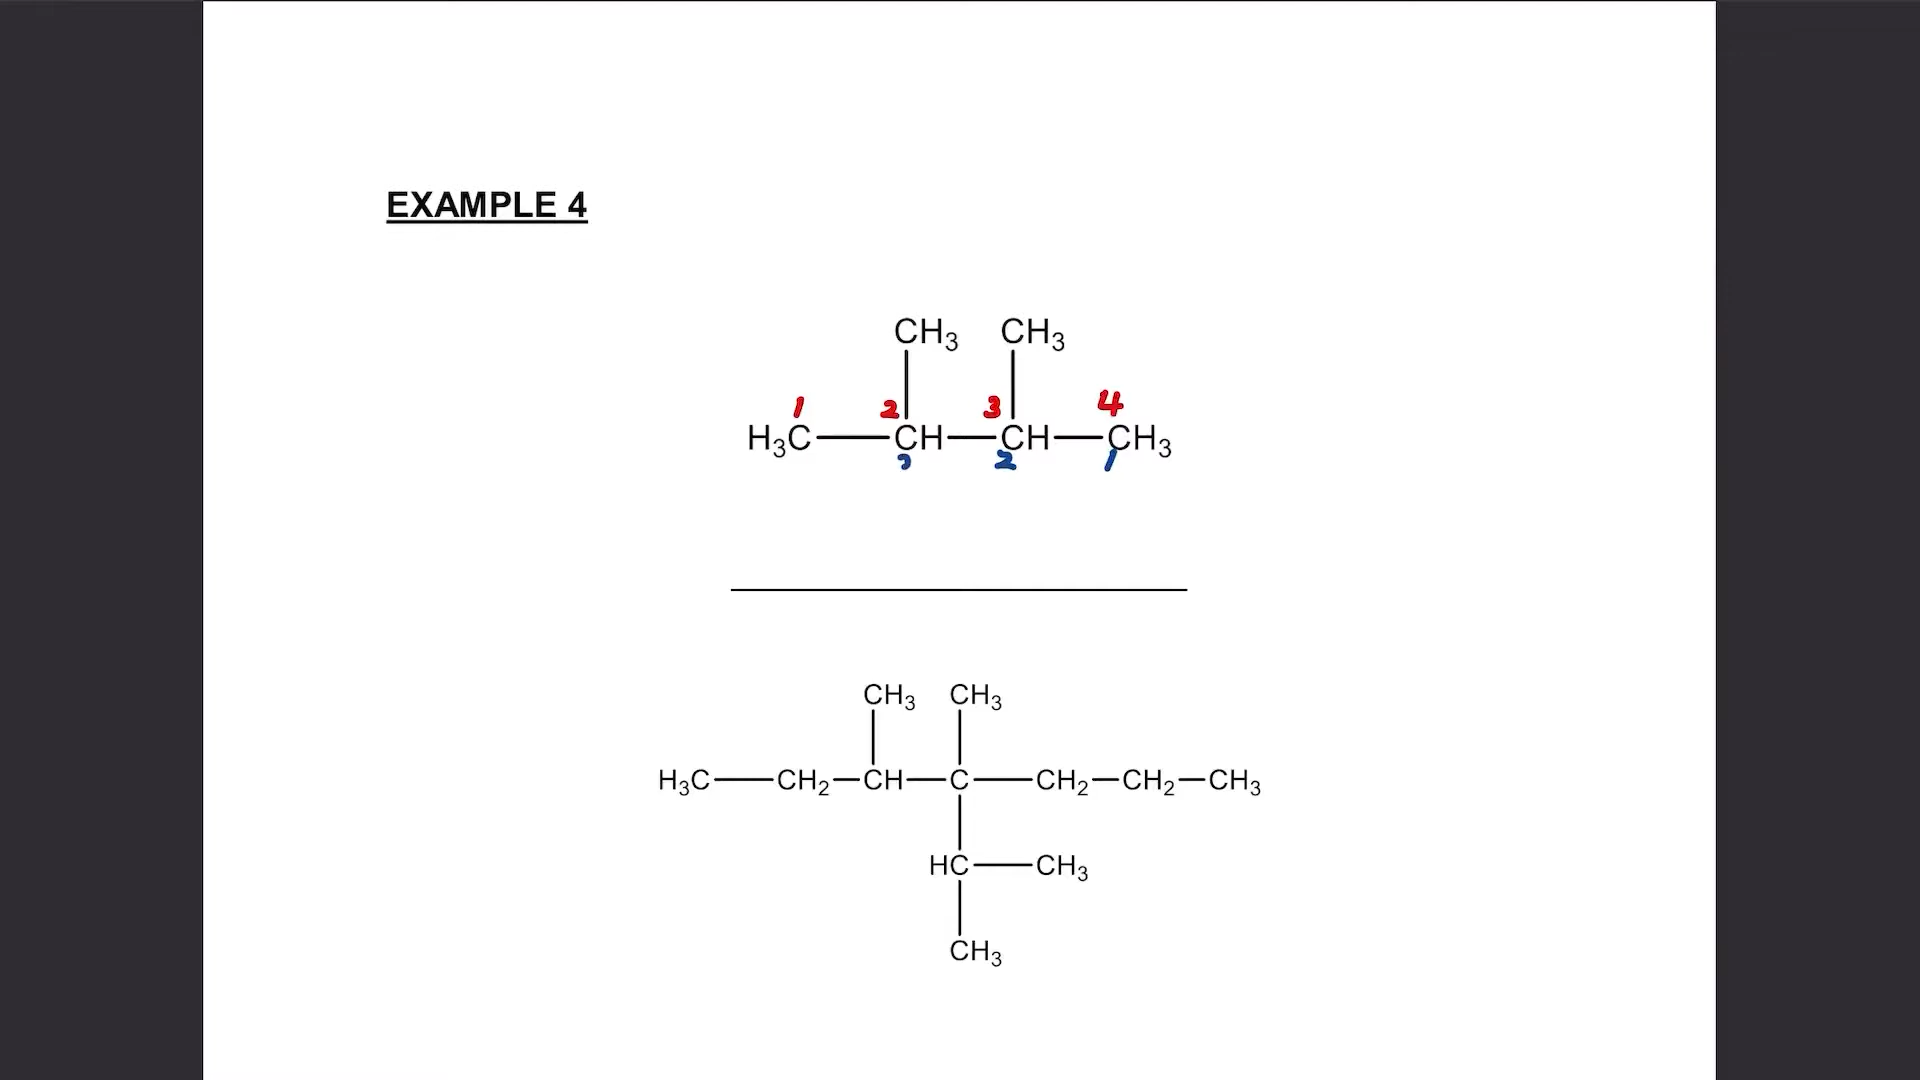 EXAMPLE 4
CH₃ CH₃
1 2 3 4
H₃C CH CH CH₃
2 1
CH₃ CH₃
H₃C CH₂ CH C CH₂ CH₂ CH₃
HC CH₃
CH₃